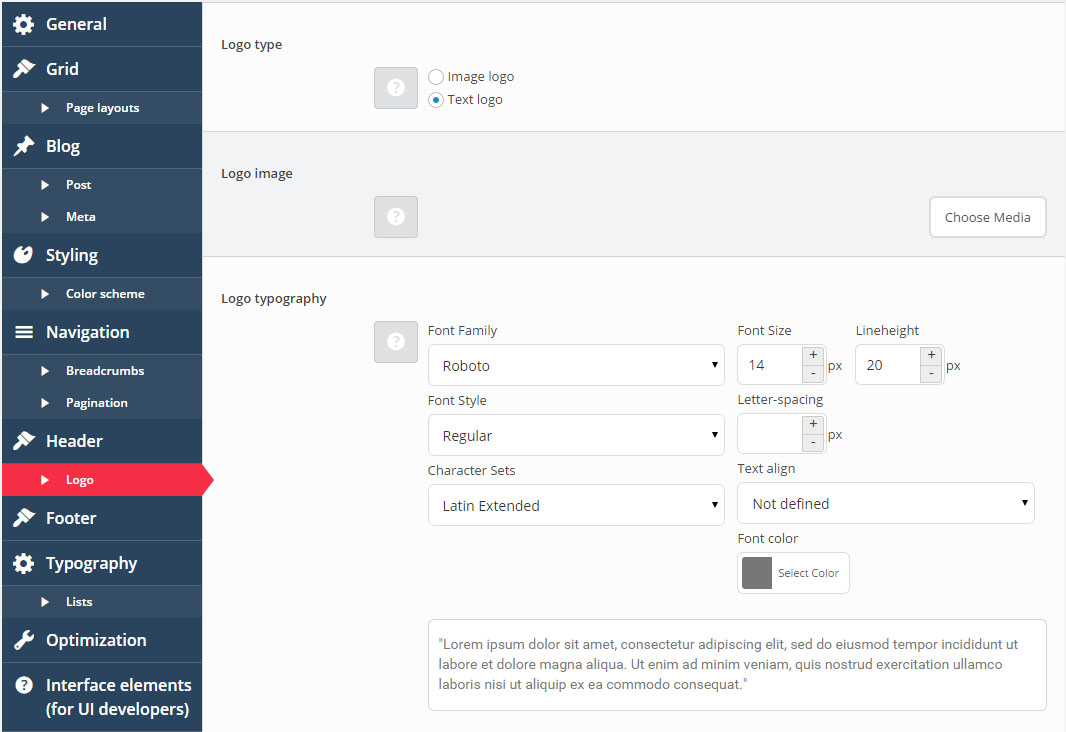 General
Grid
Page layouts
Blog
Post
Meta
Styling
Color scheme
Navigation
Breadcrumbs
Pagination
Header
Logo
Footer
Typography
Lists
Optimization
Interface elements
(for UI developers)
Logo type
? Image logo
Text logo
Logo image
? Choose Media
Logo typography
? Font Family Font Size Lineheight
Roboto 14 + - px 20 + - px
Font Style Letter-spacing
Regular + - px
Character Sets Text align
Latin Extended Not defined
Font color
Select Color
"Lorem ipsum dolor sit amet, consectetur adipiscing elit, sed do eiusmod tempor incididunt ut
labore et dolore magna aliqua. Ut enim ad minim veniam, quis nostrud exercitation ullamco
laboris nisi ut aliquip ex ea commodo consequat."